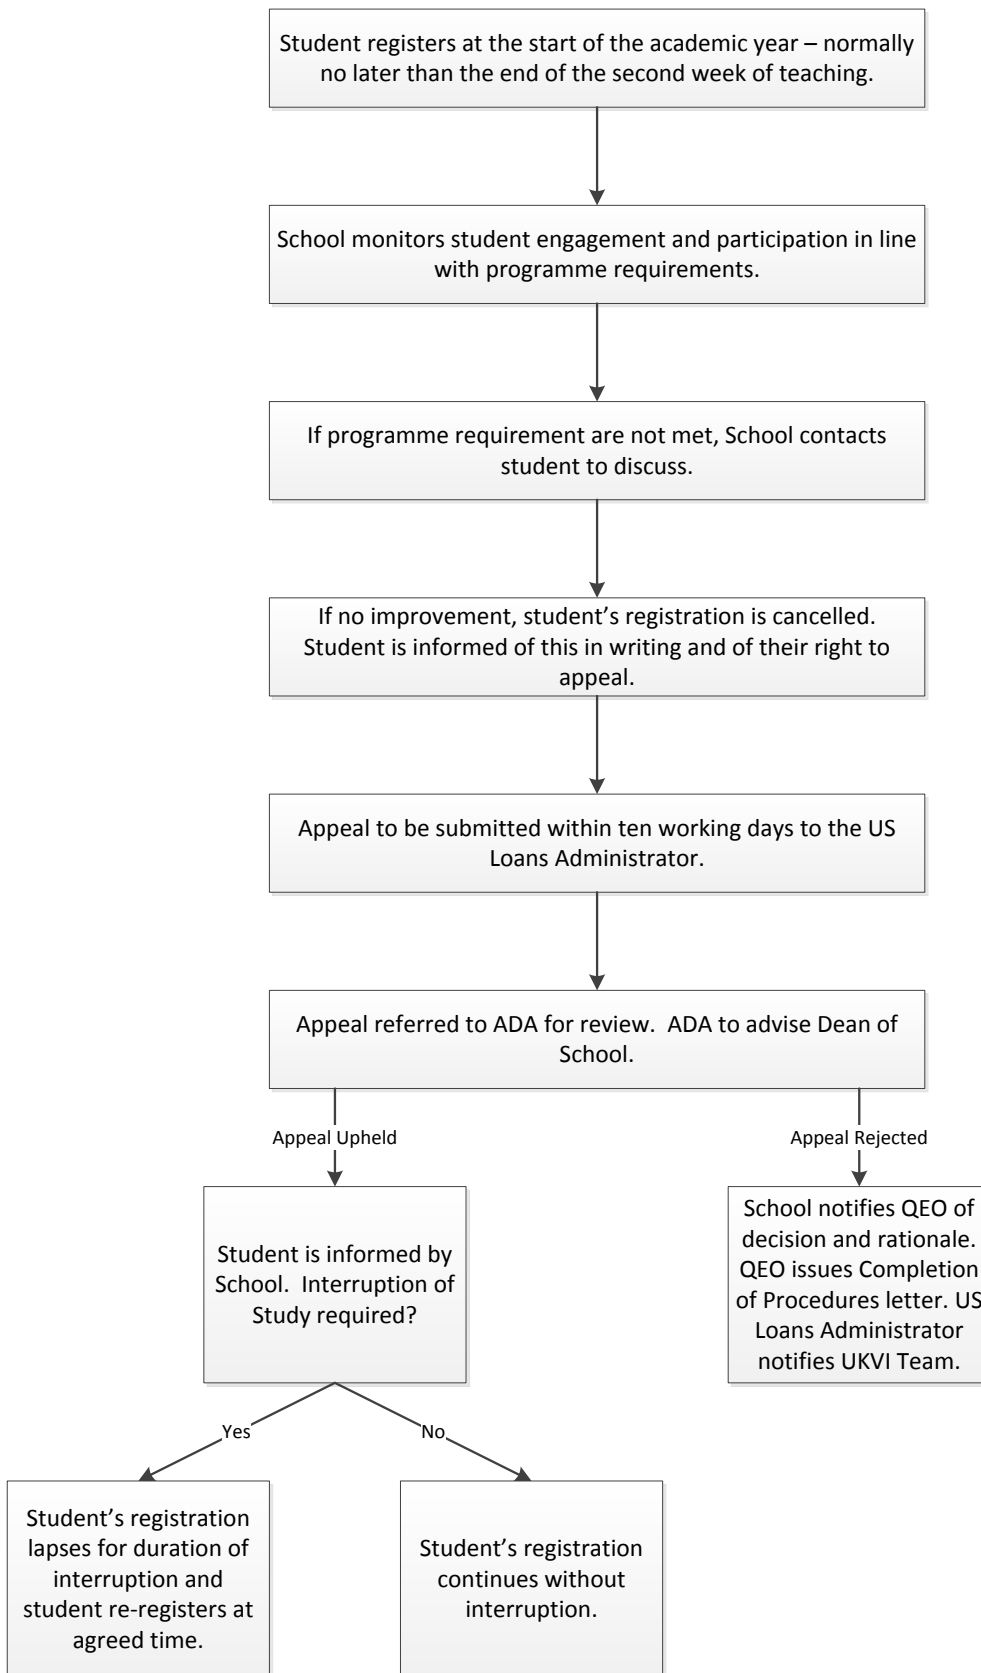 Student registers at the start of the academic year – normally
no later than the end of the second week of teaching.
School monitors student engagement and participation in line
with programme requirements.
If programme requirement are not met, School contacts
student to discuss.
If no improvement, student’s registration is cancelled.
Student is informed of this in writing and of their right to
appeal.
Appeal to be submitted within ten working days to the US
Loans Administrator.
Appeal referred to ADA for review.  ADA to advise Dean of
School.
Appeal Upheld
Appeal Rejected
Student is informed by
School.  Interruption of
Study required?
School notifies QEO of
decision and rationale.
QEO issues Completion
of Procedures letter. US
Loans Administrator
notifies UKVI Team.
Yes
No
Student’s registration
lapses for duration of
interruption and
student re-registers at
agreed time.
Student’s registration
continues without
interruption.